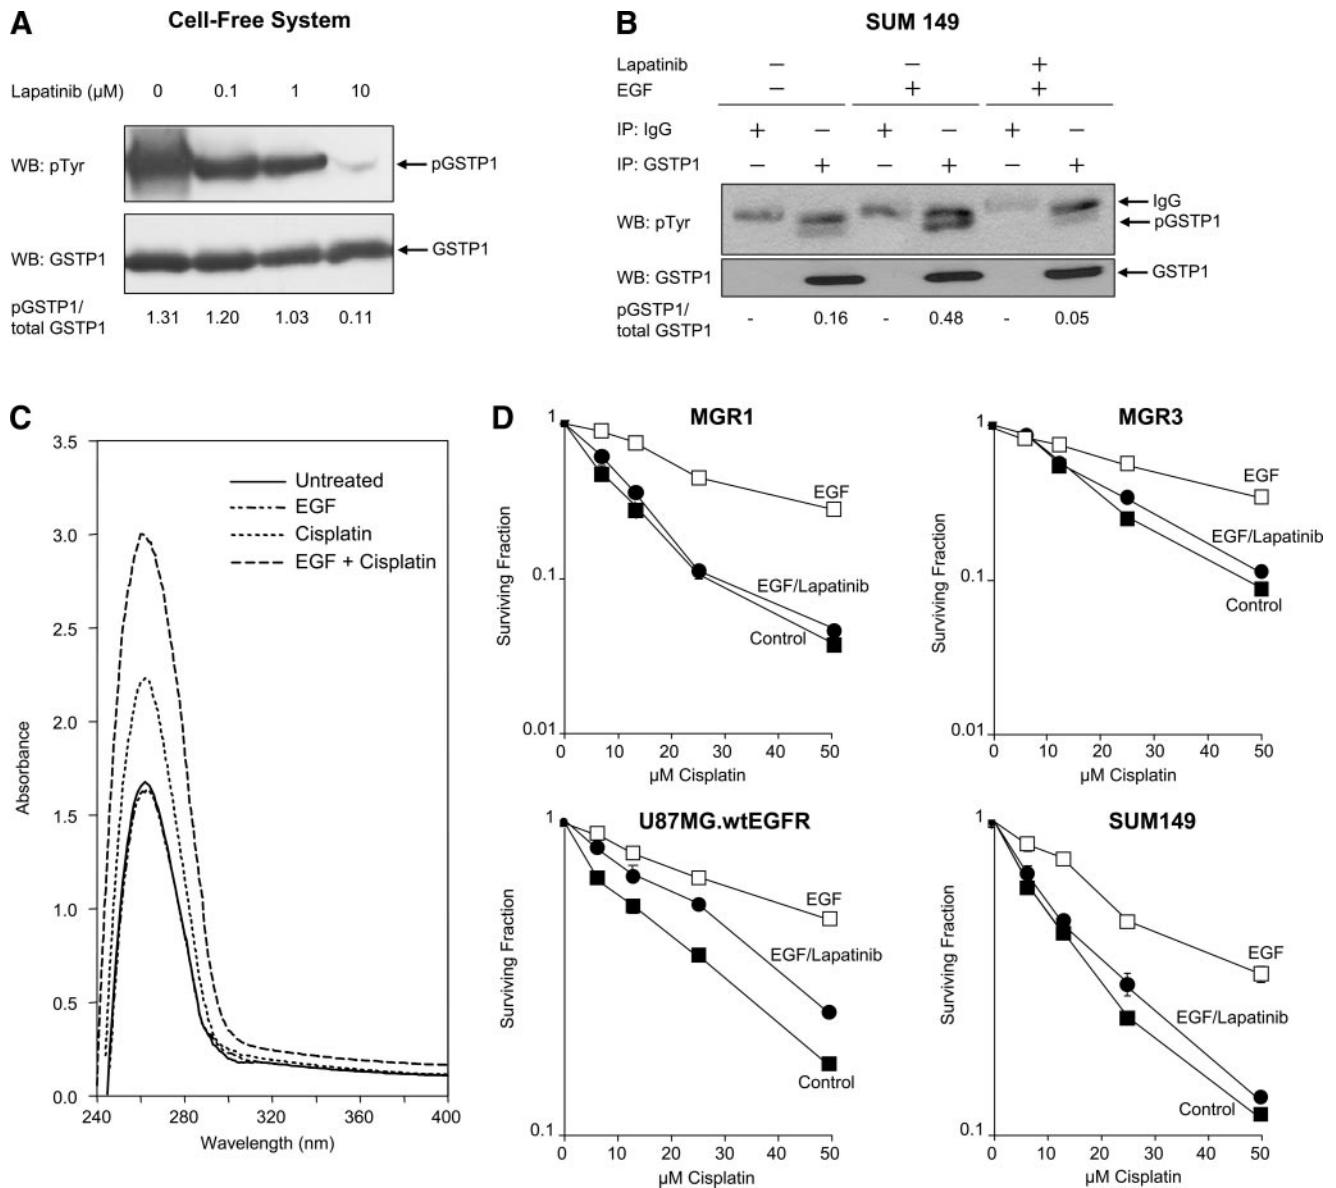 A
Cell-Free System
Lapatinib (µM) 0 0.1 1 10
WB: pTyr
pGSTP1
WB: GSTP1
GSTP1
pGSTP1/
total GSTP1
1.31 1.20 1.03 0.11
B
SUM 149
Lapatinib – – +
EGF – + +
IP: IgG + – + – + –
IP: GSTP1 – + – + – +
WB: pTyr
IgG
pGSTP1
WB: GSTP1
GSTP1
pGSTP1/
total GSTP1
- 0.16 - 0.48 - 0.05
C
3.5
3.0
2.5
2.0
1.5
1.0
0.5
0.0
Absorbance
Untreated
EGF
Cisplatin
EGF + Cisplatin
240 280 320 360 400
Wavelength (nm)
D
MGR1
1
0.1
0.01
Surviving Fraction
EGF
EGF/Lapatinib
Control
0 10 20 30 40 50
µM Cisplatin
MGR3
1
0.1
0.01
Surviving Fraction
EGF
EGF/Lapatinib
Control
0 10 20 30 40 50
µM Cisplatin
U87MG.wtEGFR
1
0.1
Surviving Fraction
EGF
EGF/Lapatinib
Control
0 10 20 30 40 50
µM Cisplatin
SUM149
1
0.1
Surviving Fraction
EGF
EGF/Lapatinib
Control
0 10 20 30 40 50
µM Cisplatin